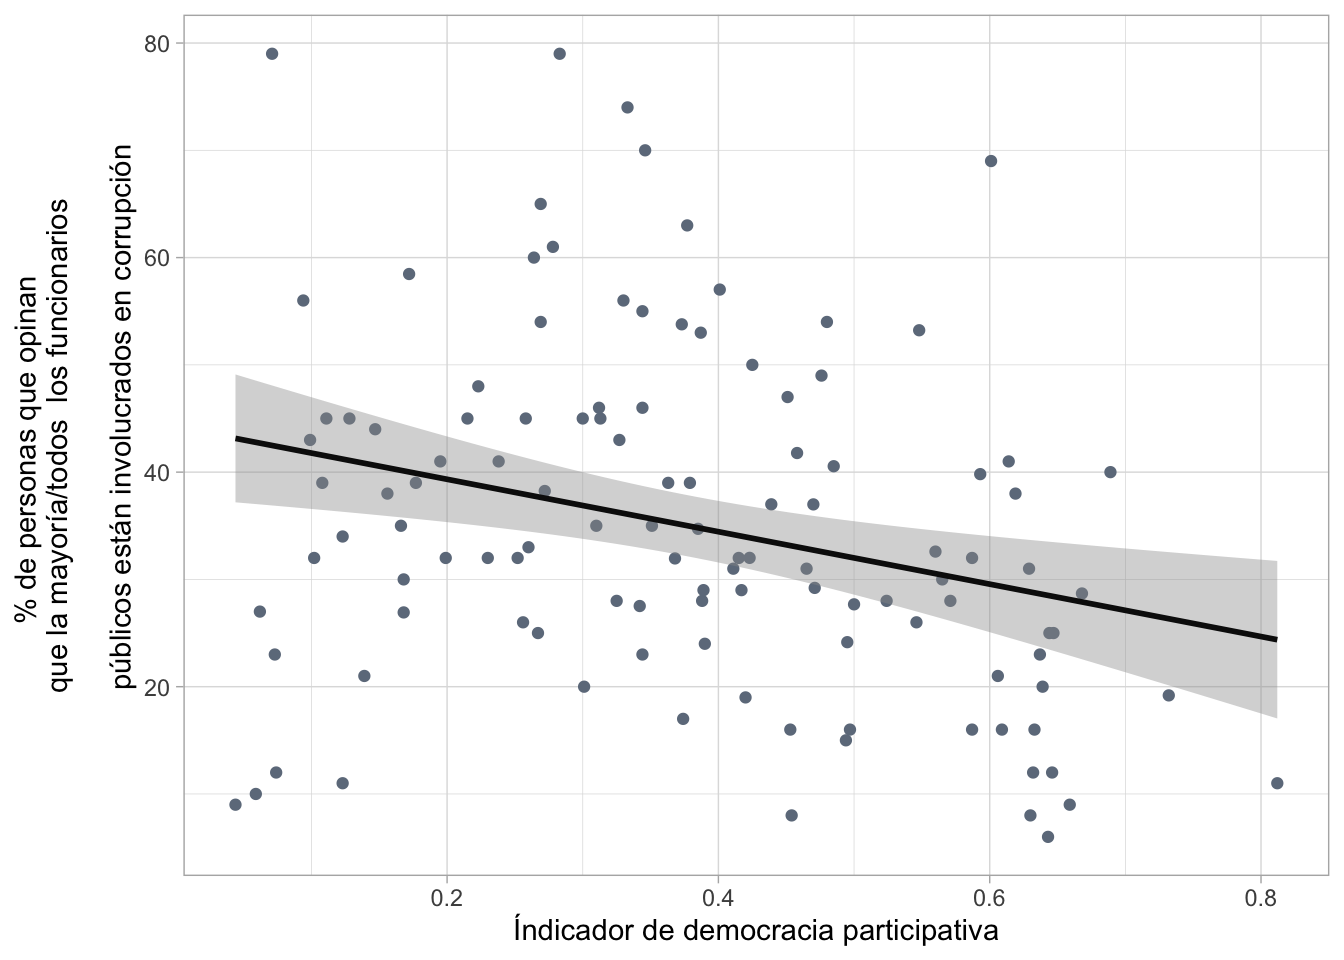 % de personas que opinan
que la mayoría/todos  los funcionarios
públicos están involucrados en corrupción
80
60
40
20
0.2
0.4
0.6
0.8
Índicador de democracia participativa